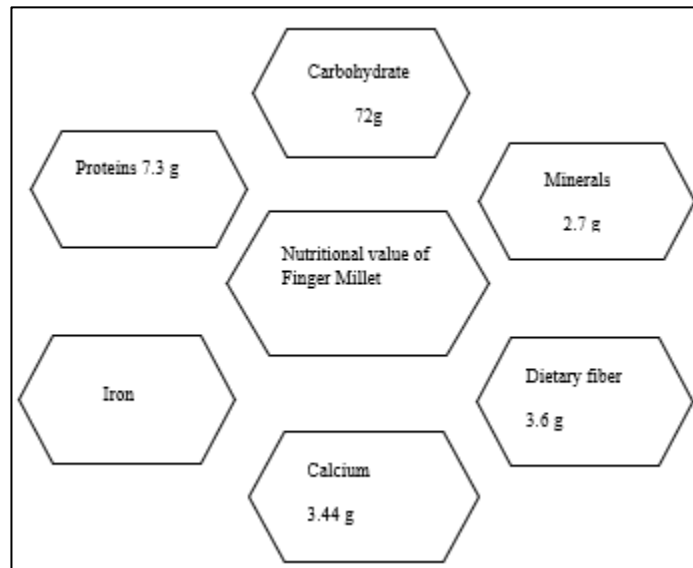 Carbohydrate
72g
Proteins 7.3 g
Minerals
2.7 g
Nutritional value of
Finger Millet
Iron
Dietary fiber
3.6 g
Calcium
3.44 g